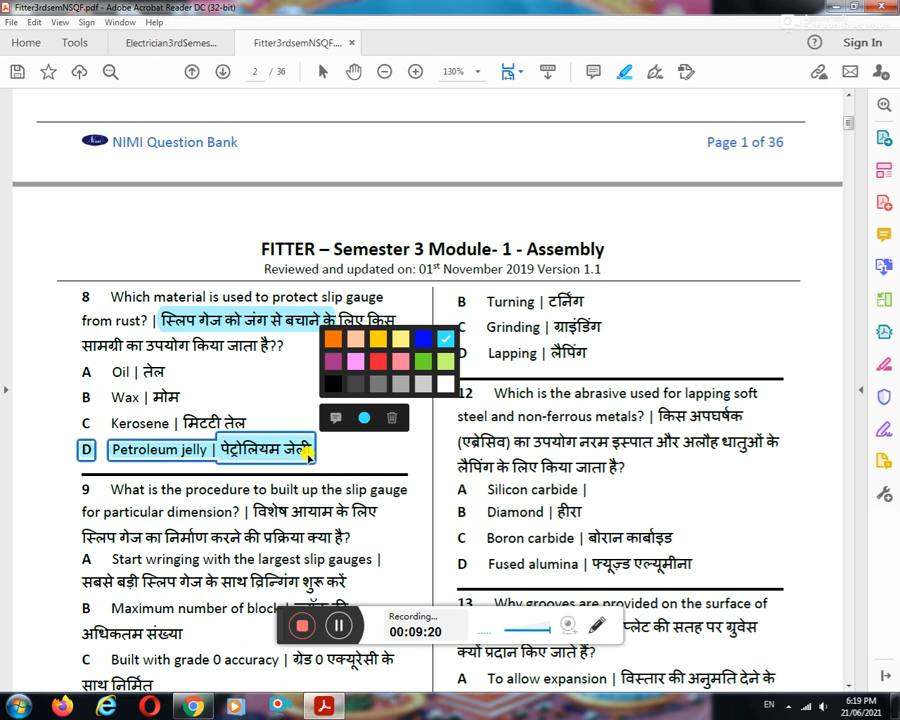 Fitter3rdsemNSQF.pdf - Adobe Acrobat Reader DC (32-bit)
File Edit View Sign Window Help
Home Tools Electrician3rdSemes... Fitter3rdsemNSQF.... × Sign In
2 / 36 130%
NIMI Question Bank Page 1 of 36
FITTER – Semester 3 Module- 1 - Assembly
Reviewed and updated on: 01st November 2019 Version 1.1
8 Which material is used to protect slip gauge
from rust? | स्लिप गेज को जंग से बचाने के लिए किस
सामग्री का उपयोग किया जाता है??
A Oil | तेल
B Wax | मोम
C Kerosene | मिटटी तेल
D Petroleum jelly | पेट्रोलियम जेली
9 What is the procedure to built up the slip gauge
for particular dimension? | विशेष आयाम के लिए
स्लिप गेज का निर्माण करने की प्रक्रिया क्या है?
A Start wringing with the largest slip gauges |
सबसे बड़ी स्लिप गेज के साथ व्रिन्गिंग शुरू करें
B Maximum number of block
अधिकतम संख्या
C Built with grade 0 accuracy | ग्रेड 0 एक्यूरेसी के
साथ निर्मित
B Turning | टर्निंग
C Grinding | ग्राइंडिंग
D Lapping | लैपिंग
12 Which is the abrasive used for lapping soft
steel and non-ferrous metals? | किस अपघर्षक
(एब्रेसिव) का उपयोग नरम इस्पात और अलौह धातुओं के
लैपिंग के लिए किया जाता है?
A Silicon carbide |
B Diamond | हीरा
C Boron carbide | बोरान कार्बाइड
D Fused alumina | फ्यूज्ड एल्यूमीना
13 Why grooves are provided on the surface of
प्लेट की सतह पर ग्रुवेस
क्यों प्रदान किए जाते हैं?
A To allow expansion | विस्तार की अनुमति देने के
Recording...
00:09:20
EN 6:19 PM
21/06/2021